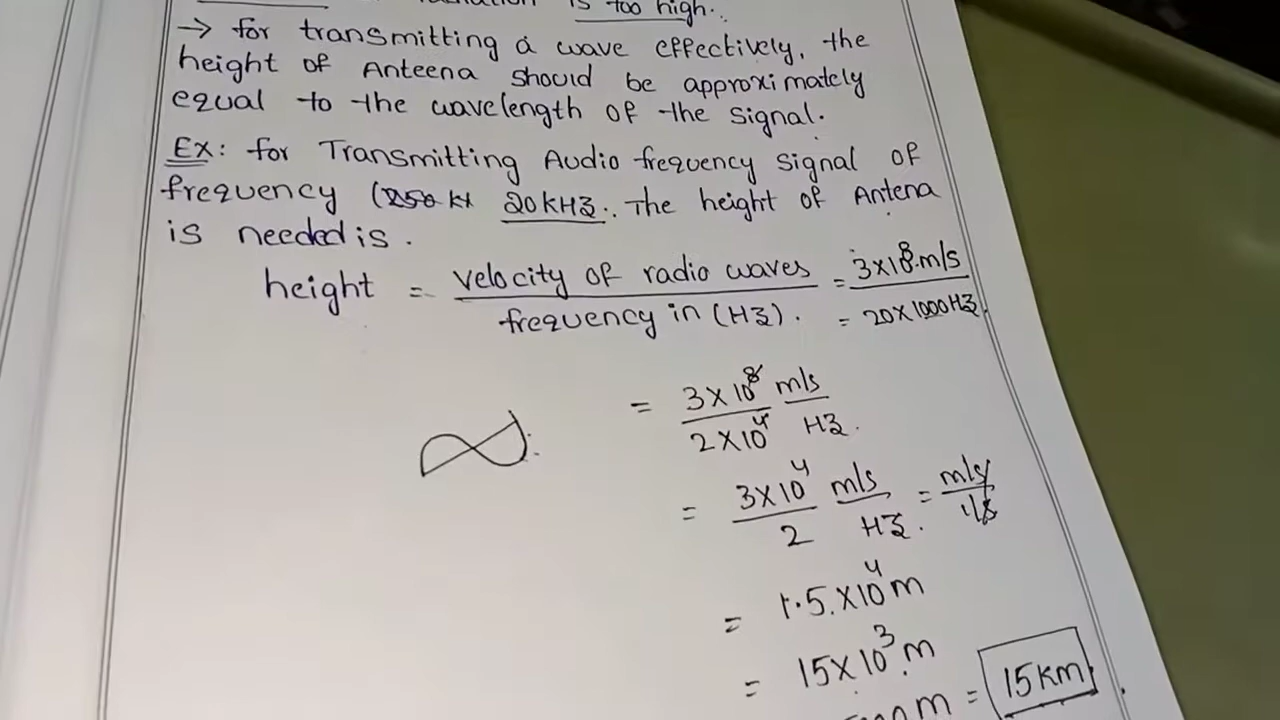 is too high.
→ for transmitting a wave effectively, the
height of Anteena should be approximately
equal to the wavelength of the signal.
Ex: for Transmitting Audio frequency signal of
frequency (250 k 20KHz. The height of Antena
is needed is.
height = velocity of radio waves / frequency in (Hz). = 3×10⁸ m/s / = 20×1000Hz.
= 3×10⁸ / 2×10⁴ m/s / Hz.
= 3×10⁴ / 2 m/s / Hz. = m/s / 1/s
= 1.5×10⁴ m
= 15×10³ m
m = 15Km